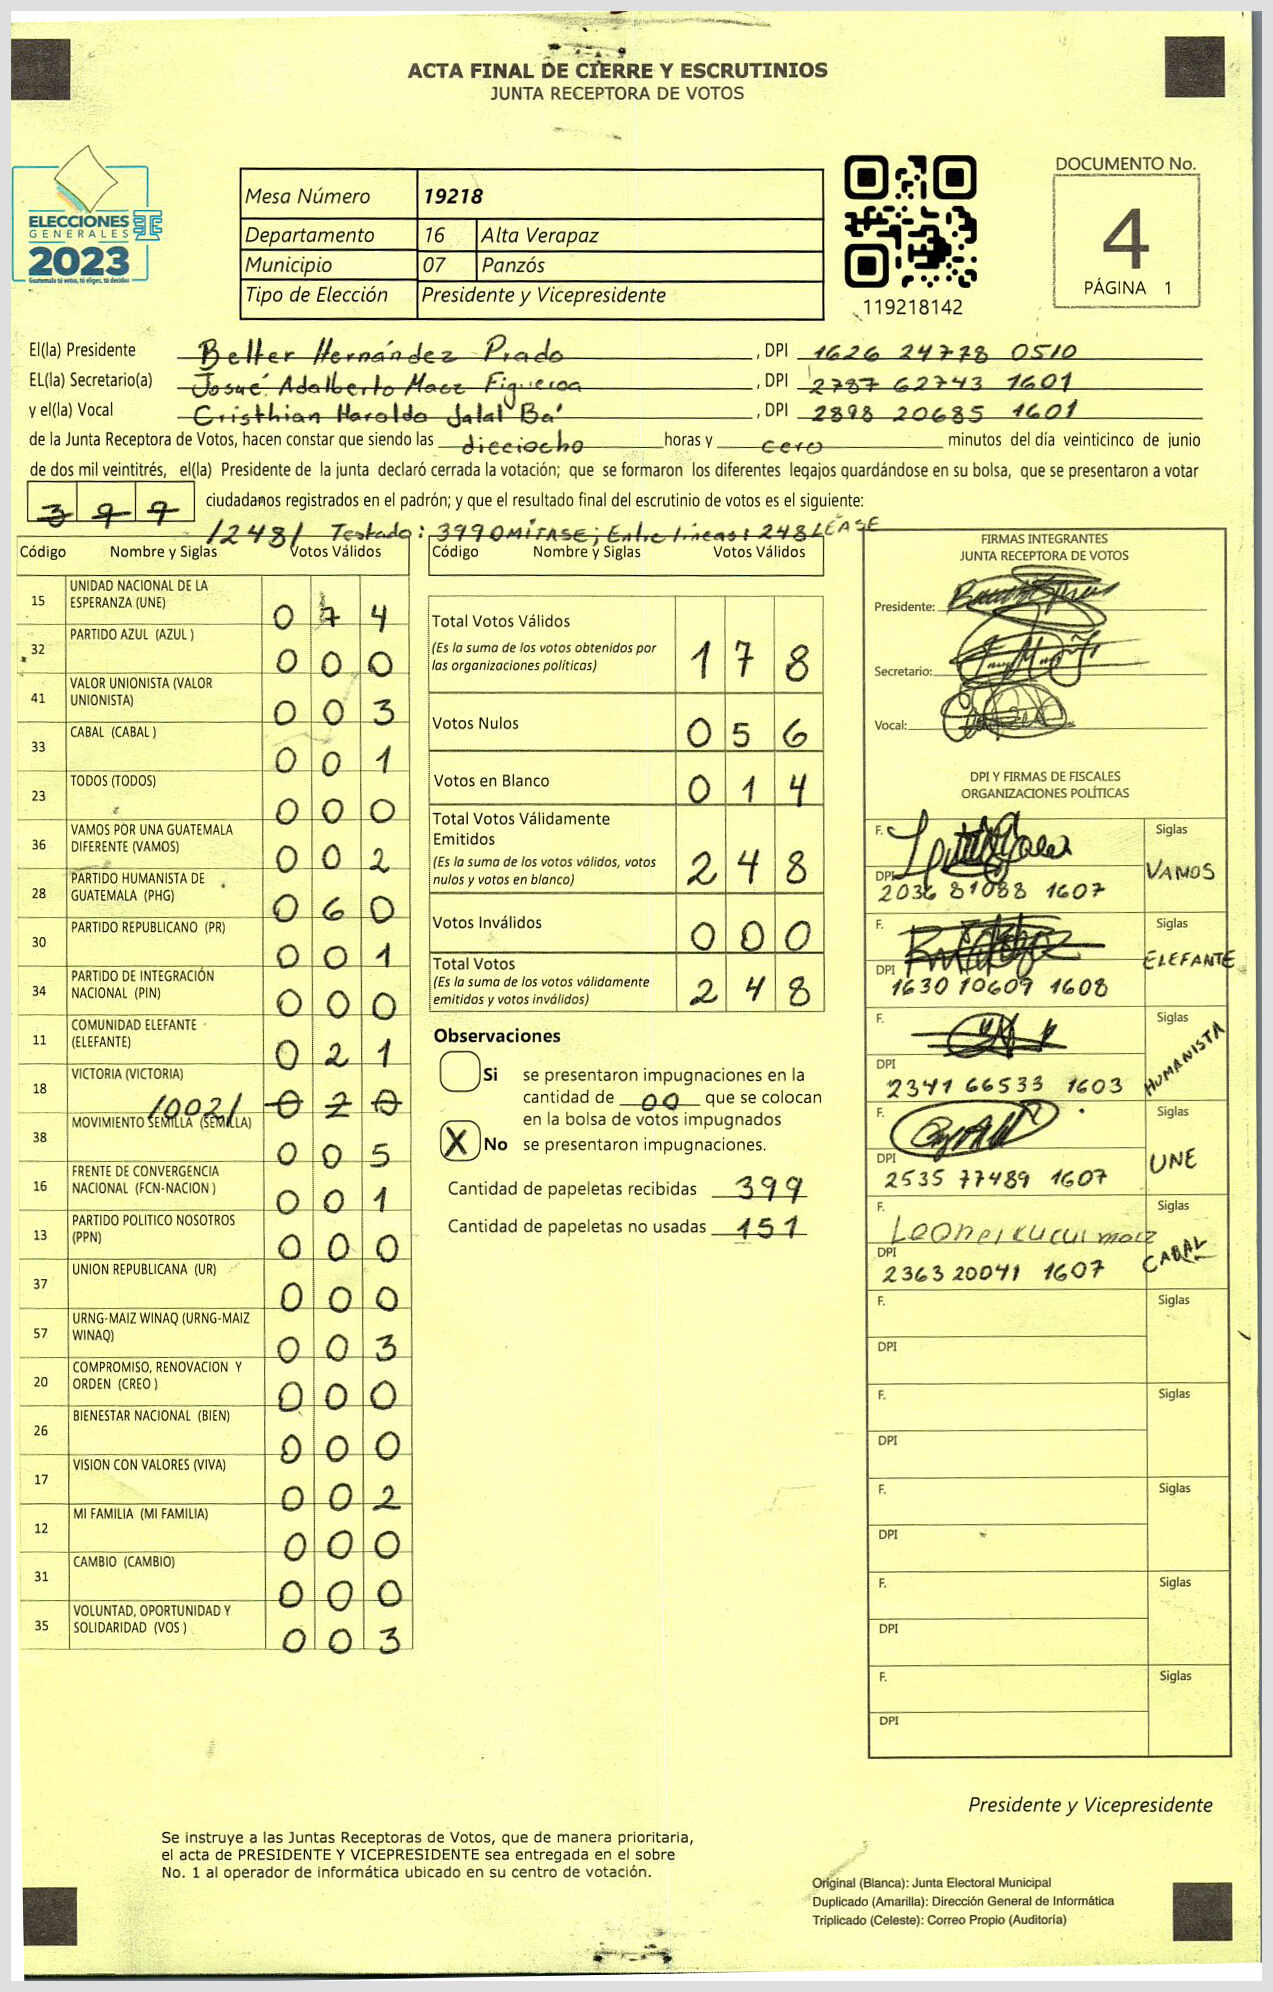 ACTA FINAL DE CIERRE Y ESCRUTINIOS
JUNTA RECEPTORA DE VOTOS
ELECCIONES
GENERALES
2023
Guatemala tú votas, tú eliges, tú decides
Mesa Número 19218
Departamento 16 Alta Verapaz
Municipio 07 Panzós
Tipo de Elección Presidente y Vicepresidente
119218142
DOCUMENTO No.
4
PÁGINA 1
El(la) Presidente Belter Hernández Prado , DPI 1626 24778 0510
EL(la) Secretario(a) Josué Adalberto Maez Figueroa , DPI 2787 62743 1601
y el(la) Vocal Cristhian Haroldo Jalal Ba' , DPI 2898 20685 1601
de la Junta Receptora de Votos, hacen constar que siendo las dieciocho horas y cero minutos del día veinticinco de junio
de dos mil veintitrés, el(la) Presidente de la junta declaró cerrada la votación; que se formaron los diferentes legajos guardándose en su bolsa, que se presentaron a votar
399 ciudadanos registrados en el padrón; y que el resultado final del escrutinio de votos es el siguiente:
/248/ Testado: 399 OMITASE; Entre líneas: 248 LEASE
Código Nombre y Siglas Votos Válidos
15 UNIDAD NACIONAL DE LA ESPERANZA (UNE) 0 7 4
32 PARTIDO AZUL (AZUL ) 0 0 0
41 VALOR UNIONISTA (VALOR UNIONISTA) 0 0 3
33 CABAL (CABAL ) 0 0 1
23 TODOS (TODOS) 0 0 0
36 VAMOS POR UNA GUATEMALA DIFERENTE (VAMOS) 0 0 2
28 PARTIDO HUMANISTA DE GUATEMALA (PHG) 0 6 0
30 PARTIDO REPUBLICANO (PR) 0 0 1
34 PARTIDO DE INTEGRACIÓN NACIONAL (PIN) 0 0 0
11 COMUNIDAD ELEFANTE (ELEFANTE) 0 2 1
18 VICTORIA (VICTORIA) /002/ 0 2 0
38 MOVIMIENTO SEMILLA (SEMILLA) 0 0 5
16 FRENTE DE CONVERGENCIA NACIONAL (FCN-NACION ) 0 0 1
13 PARTIDO POLITICO NOSOTROS (PPN) 0 0 0
37 UNION REPUBLICANA (UR) 0 0 0
57 URNG-MAIZ WINAQ (URNG-MAIZ WINAQ) 0 0 3
20 COMPROMISO, RENOVACION Y ORDEN (CREO ) 0 0 0
26 BIENESTAR NACIONAL (BIEN) 0 0 0
17 VISION CON VALORES (VIVA) 0 0 2
12 MI FAMILIA (MI FAMILIA) 0 0 0
31 CAMBIO (CAMBIO) 0 0 0
35 VOLUNTAD, OPORTUNIDAD Y SOLIDARIDAD (VOS ) 0 0 3
Código Nombre y Siglas Votos Válidos
Total Votos Válidos 1 7 8
(Es la suma de los votos obtenidos por
las organizaciones políticas)
Votos Nulos 0 5 6
Votos en Blanco 0 1 4
Total Votos Válidamente
Emitidos 2 4 8
(Es la suma de los votos válidos, votos
nulos y votos en blanco)
Votos Inválidos 0 0 0
Total Votos 2 4 8
(Es la suma de los votos válidamente
emitidos y votos inválidos)
Observaciones
Si se presentaron impugnaciones en la
cantidad de 00 que se colocan
en la bolsa de votos impugnados
X No se presentaron impugnaciones.
Cantidad de papeletas recibidas 399
Cantidad de papeletas no usadas 151
FIRMAS INTEGRANTES
JUNTA RECEPTORA DE VOTOS
Presidente:
Secretario:
Vocal:
DPI Y FIRMAS DE FISCALES
ORGANIZACIONES POLÍTICAS
F. Siglas
DPI 2036 81088 1607 VAMOS
F. Siglas
DPI 1630 10609 1608 ELEFANTE
F. Siglas
DPI 2341 66533 1603 HUMANISTA
F. Siglas
DPI 2535 77489 1607 UNE
F. Leonel cucul maiz Siglas
DPI 2363 20041 1607 CABAL
F. Siglas
DPI
F. Siglas
DPI
F. Siglas
DPI
F. Siglas
DPI
F. Siglas
DPI
Presidente y Vicepresidente
Se instruye a las Juntas Receptoras de Votos, que de manera prioritaria,
el acta de PRESIDENTE Y VICEPRESIDENTE sea entregada en el sobre
No. 1 al operador de informática ubicado en su centro de votación.
Original (Blanca): Junta Electoral Municipal
Duplicado (Amarilla): Dirección General de Informática
Triplicado (Celeste): Correo Propio (Auditoría)